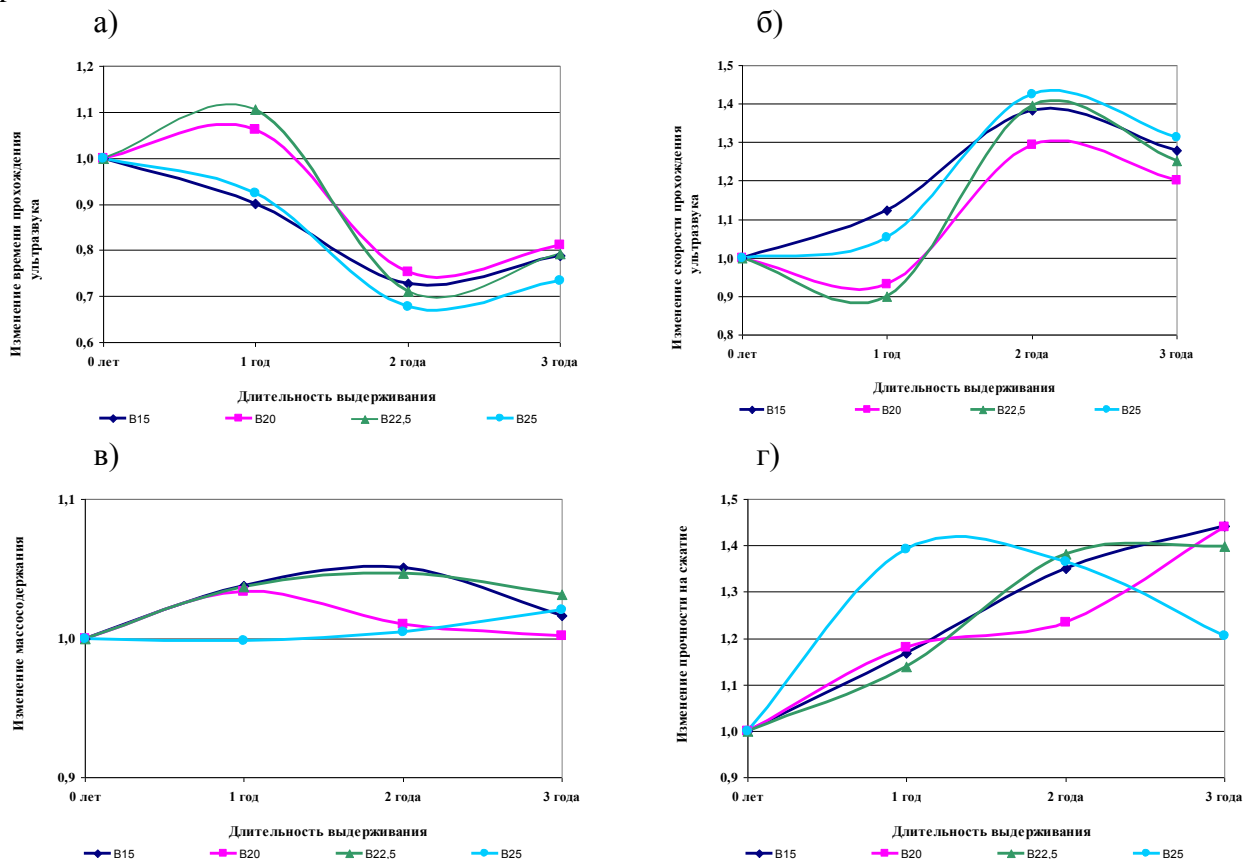 а)
Изменение времени прохождения
ультразвука
1,2
1,1
1,0
0,9
0,8
0,7
0,6
0 лет 1 год 2 года 3 года
Длительность выдерживания
В15 В20 В22,5 В25
б)
Изменение скорости прохождения
ультразвука
1,5
1,4
1,3
1,2
1,1
1,0
0,9
0,8
0 лет 1 год 2 года 3 года
Длительность выдерживания
В15 В20 В22,5 В25
в)
Изменение массосодержания
1,1
1,0
0,9
0 лет 1 год 2 года 3 года
Длительность выдерживания
В15 В20 В22,5 В25
г)
Изменение прочности на сжатие
1,5
1,4
1,3
1,2
1,1
1,0
0,9
0 лет 1 год 2 года 3 года
Длительность выдерживания
В15 В20 В22,5 В25